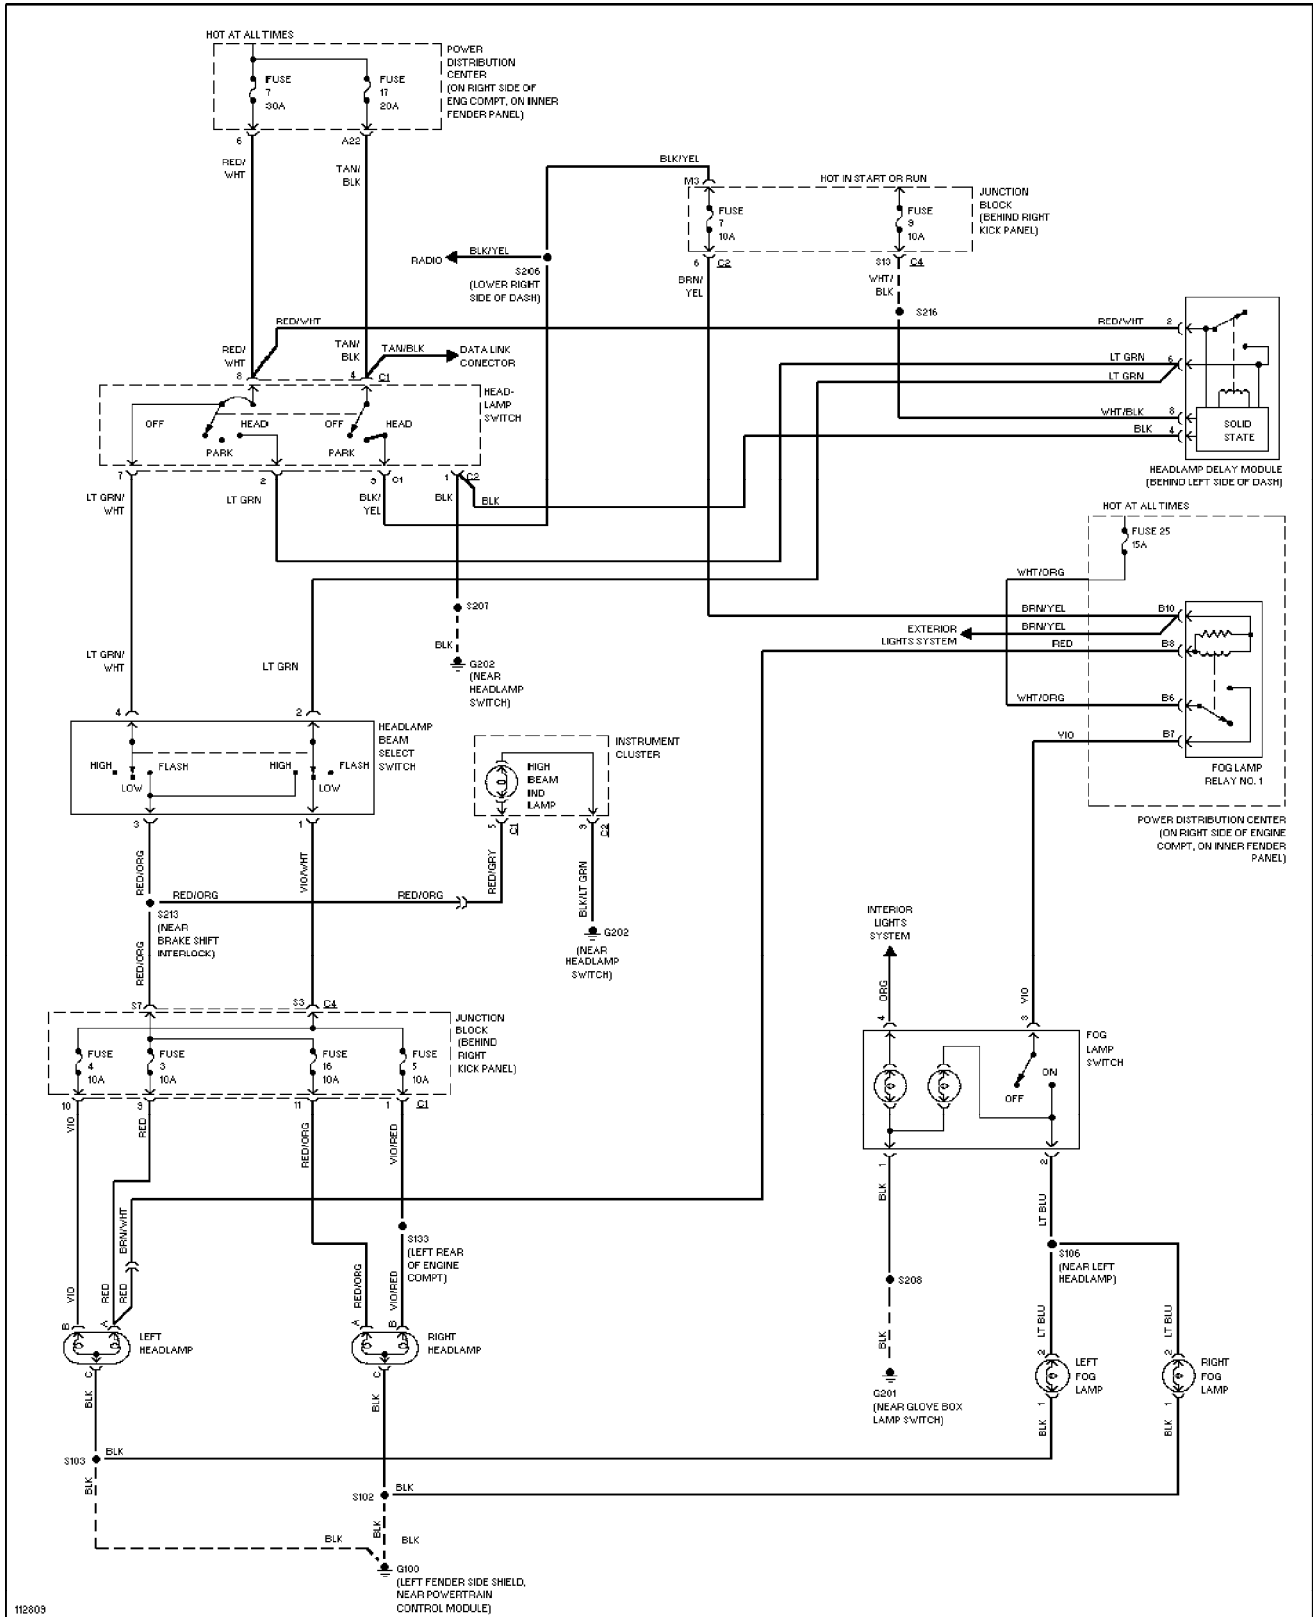 HOT AT ALL TIMES
POWER
DISTRIBUTION
CENTER
(ON RIGHT SIDE OF
ENG COMPT, ON INNER
FENDER PANEL)
FUSE
7
30A
FUSE
17
20A
6
A22
RED/
WHT
TAN/
BLK
BLK/YEL
M3
HOT IN START OR RUN
JUNCTION
BLOCK
(BEHIND RIGHT
KICK PANEL)
FUSE
7
10A
FUSE
9
10A
6
C2
S13
C4
BRN/
YEL
WHT/
BLK
S216
RADIO
BLK/YEL
S206
(LOWER RIGHT
SIDE OF DASH)
RED/WHT
RED/
WHT
TAN/
BLK
TAN/BLK
DATA LINK
CONECTOR
8
4
C1
HEAD-
LAMP
SWITCH
OFF
HEAD
PARK
OFF
HEAD
PARK
7
2
9
C1
1
C2
LT GRN/
WHT
LT GRN
BLK/
YEL
BLK
BLK
RED/WHT
2
LT GRN
6
LT GRN
WHT/BLK
8
BLK
4
SOLID
STATE
HEADLAMP DELAY MODULE
(BEHIND LEFT SIDE OF DASH)
HOT AT ALL TIMES
FUSE 25
15A
WHT/ORG
BRN/YEL
B10
BRN/YEL
EXTERIOR
LIGHTS SYSTEM
RED
B8
WHT/ORG
B6
VIO
B7
FOG LAMP
RELAY NO. 1
POWER DISTRIBUTION CENTER
(ON RIGHT SIDE OF ENGINE
COMPT, ON INNER FENDER
PANEL)
S207
BLK
G202
(NEAR
HEADLAMP
SWITCH)
LT GRN/
WHT
LT GRN
4
2
HEADLAMP
BEAM
SELECT
SWITCH
HIGH
FLASH
LOW
HIGH
FLASH
LOW
3
1
INSTRUMENT
CLUSTER
HIGH
BEAM
IND
LAMP
5
C1
9
C2
RED/ORG
VIO/WHT
RED/GRY
BLK/LT GRN
RED/ORG
RED/ORG
S213
(NEAR
BRAKE SHIFT
INTERLOCK)
RED/ORG
G202
(NEAR
HEADLAMP
SWITCH)
S7
S3
C4
JUNCTION
BLOCK
(BEHIND
RIGHT
KICK PANEL)
FUSE
4
10A
FUSE
3
10A
FUSE
16
10A
FUSE
5
10A
10
9
11
1
C1
VIO
RED
RED/ORG
VIO/RED
BRN/WHT
S133
(LEFT REAR
OF ENGINE
COMPT)
VIO
RED
RED
RED/ORG
VIO/RED
B
A
A
B
LEFT
HEADLAMP
RIGHT
HEADLAMP
C
C
BLK
BLK
S103
BLK
BLK
S102
BLK
BLK
BLK
BLK
G100
(LEFT FENDER SIDE SHIELD,
NEAR POWERTRAIN
CONTROL MODULE)
INTERIOR
LIGHTS
SYSTEM
ORG
VIO
4
3
FOG
LAMP
SWITCH
ON
OFF
1
2
BLK
LT BLU
S106
(NEAR LEFT
HEADLAMP)
S208
BLK
G201
(NEAR GLOVE BOX
LAMP SWITCH)
LT BLU
LT BLU
2
2
LEFT
FOG
LAMP
RIGHT
FOG
LAMP
1
1
BLK
BLK
112809